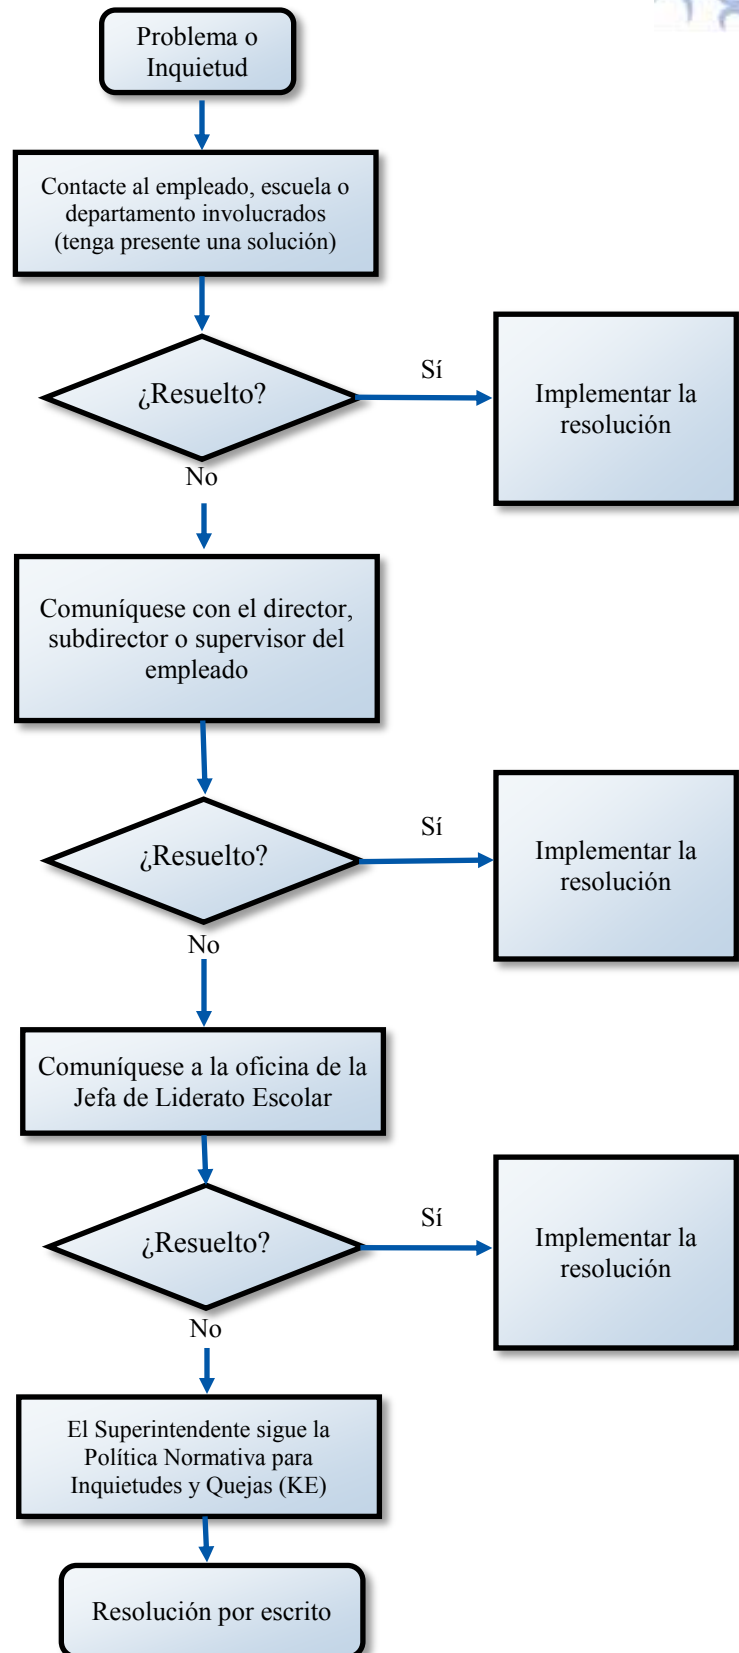 Problema o
Inquietud
Contacte al empleado, escuela o
departamento involucrados
(tenga presente una solución)
¿Resuelto?
Sí
Implementar la
resolución
No
Comuníquese con el director,
subdirector o supervisor del
empleado
¿Resuelto?
Sí
Implementar la
resolución
No
Comuníquese a la oficina de la
Jefa de Liderato Escolar
¿Resuelto?
Sí
Implementar la
resolución
No
El Superintendente sigue la
Política Normativa para
Inquietudes y Quejas (KE)
Resolución por escrito